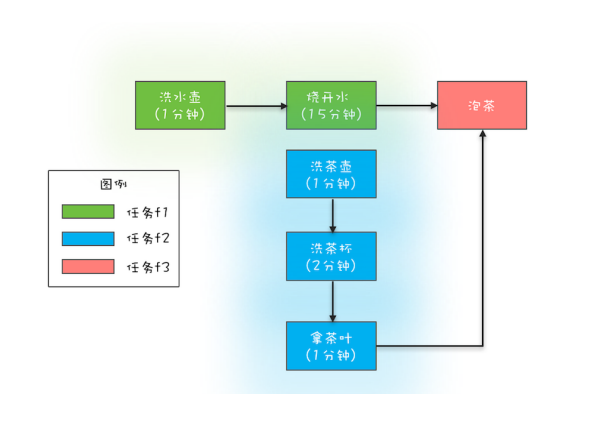 洗水壶
(1分钟)
烧开水
(15分钟)
泡茶
洗茶壶
(1分钟)
洗茶杯
(2分钟)
拿茶叶
(1分钟)
图例
任务f1
任务f2
任务f3